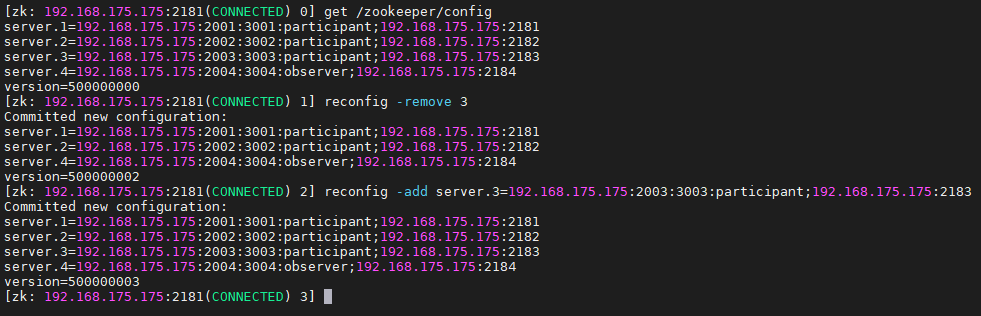 [zk: 192.168.175.175:2181(CONNECTED) 0] get /zookeeper/config
server.1=192.168.175.175:2001:3001:participant;192.168.175.175:2181
server.2=192.168.175.175:2002:3002:participant;192.168.175.175:2182
server.3=192.168.175.175:2003:3003:participant;192.168.175.175:2183
server.4=192.168.175.175:2004:3004:observer;192.168.175.175:2184
version=500000000
[zk: 192.168.175.175:2181(CONNECTED) 1] reconfig -remove 3
Committed new configuration:
server.1=192.168.175.175:2001:3001:participant;192.168.175.175:2181
server.2=192.168.175.175:2002:3002:participant;192.168.175.175:2182
server.4=192.168.175.175:2004:3004:observer;192.168.175.175:2184
version=500000002
[zk: 192.168.175.175:2181(CONNECTED) 2] reconfig -add server.3=192.168.175.175:2003:3003:participant;192.168.175.175:2183
Committed new configuration:
server.1=192.168.175.175:2001:3001:participant;192.168.175.175:2181
server.2=192.168.175.175:2002:3002:participant;192.168.175.175:2182
server.3=192.168.175.175:2003:3003:participant;192.168.175.175:2183
server.4=192.168.175.175:2004:3004:observer;192.168.175.175:2184
version=500000003
[zk: 192.168.175.175:2181(CONNECTED) 3]